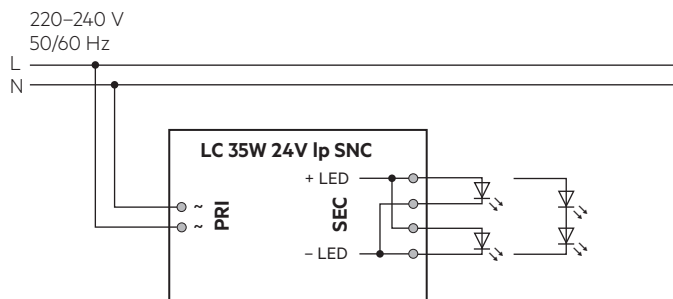 220–240 V
50/60 Hz
L
N
LC 35W 24V lp SNC
+ LED
~
PRI
SEC
~
– LED